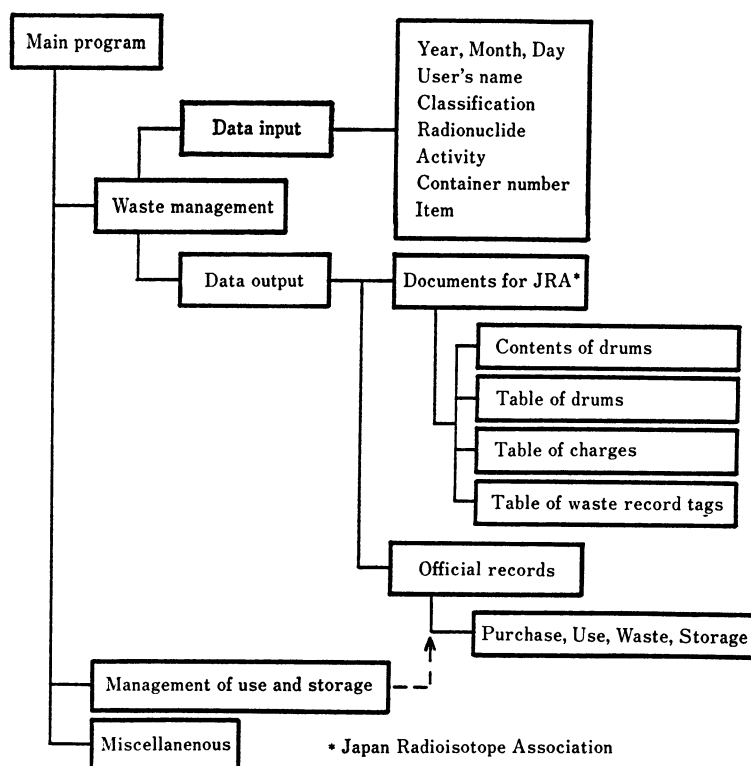 Main program
Year, Month, Day
User's name
Classification
Radionuclide
Activity
Container number
Item
Data input
Waste management
Data output
Documents for JRA*
Contents of drums
Table of drums
Table of charges
Table of waste record tags
Official records
Purchase, Use, Waste, Storage
Management of use and storage
Miscellanenous
* Japan Radioisotope Association